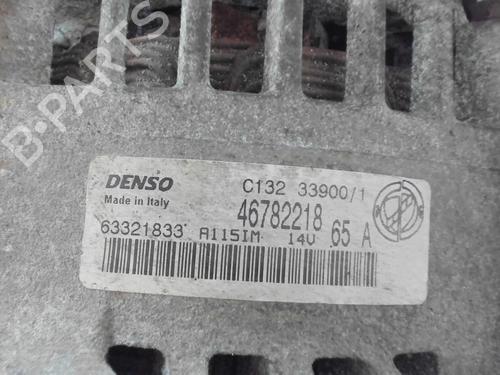 B-PARTS
DENSO C132 33900/1
Made in Italy 46782218
63321833 A115IM 14V 65 A